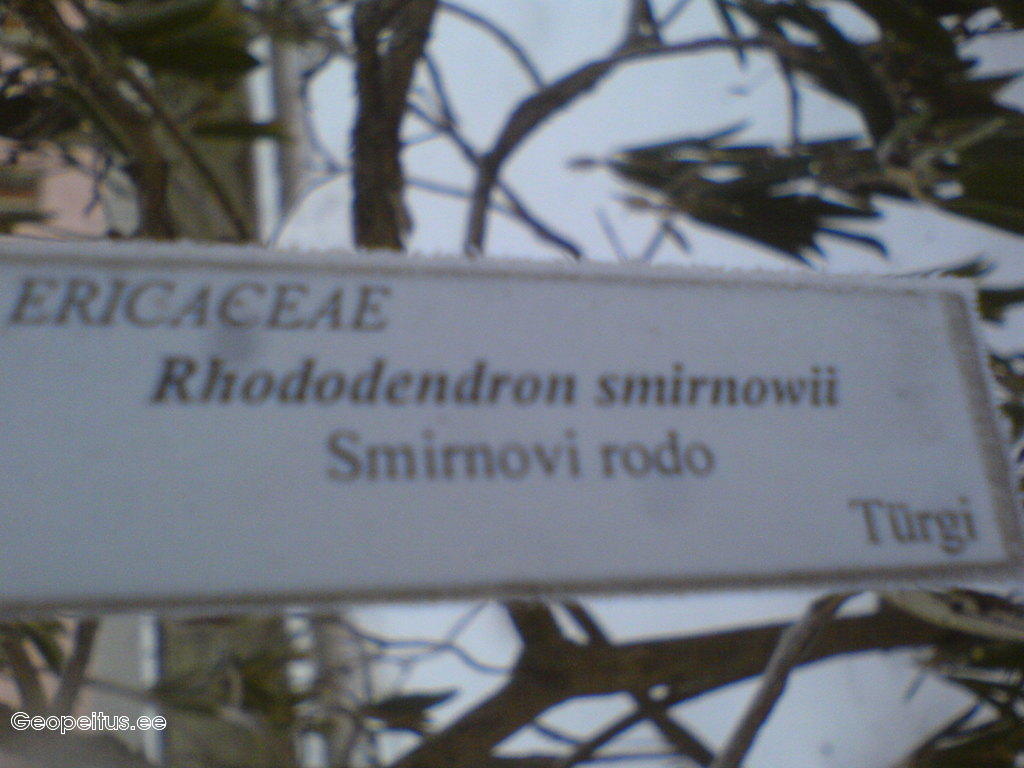 ERICACEAE
Rhododendron smirnowii
Smirnovi rodo
Türgi
Geopeitus.ee